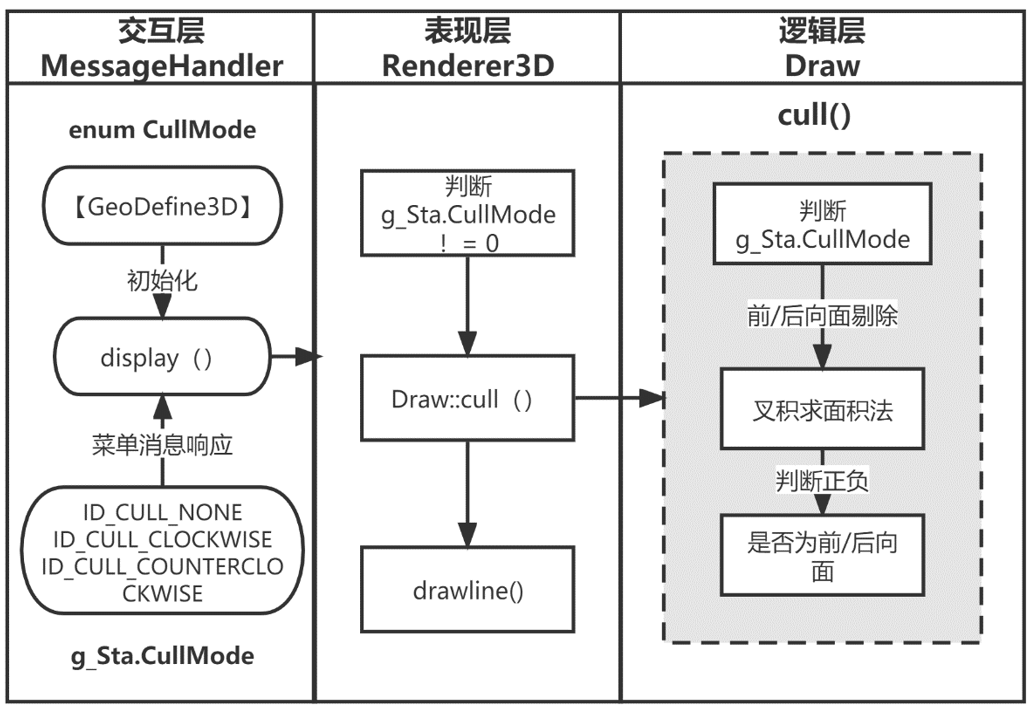 交互层
MessageHandler
表现层
Renderer3D
逻辑层
Draw
enum CullMode
【GeoDefine3D】
初始化
display（）
菜单消息响应
ID_CULL_NONE
ID_CULL_CLOCKWISE
ID_CULL_COUNTERCLO
CKWISE
g_Sta.CullMode
判断
g_Sta.CullMode
！＝0
Draw::cull（）
drawline()
cull()
判断
g_Sta.CullMode
前/后向面剔除
叉积求面积法
判断正负
是否为前/后向
面